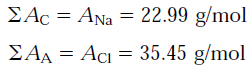 ΣA_C = A_Na = 22.99 g/mol
ΣA_A = A_Cl = 35.45 g/mol